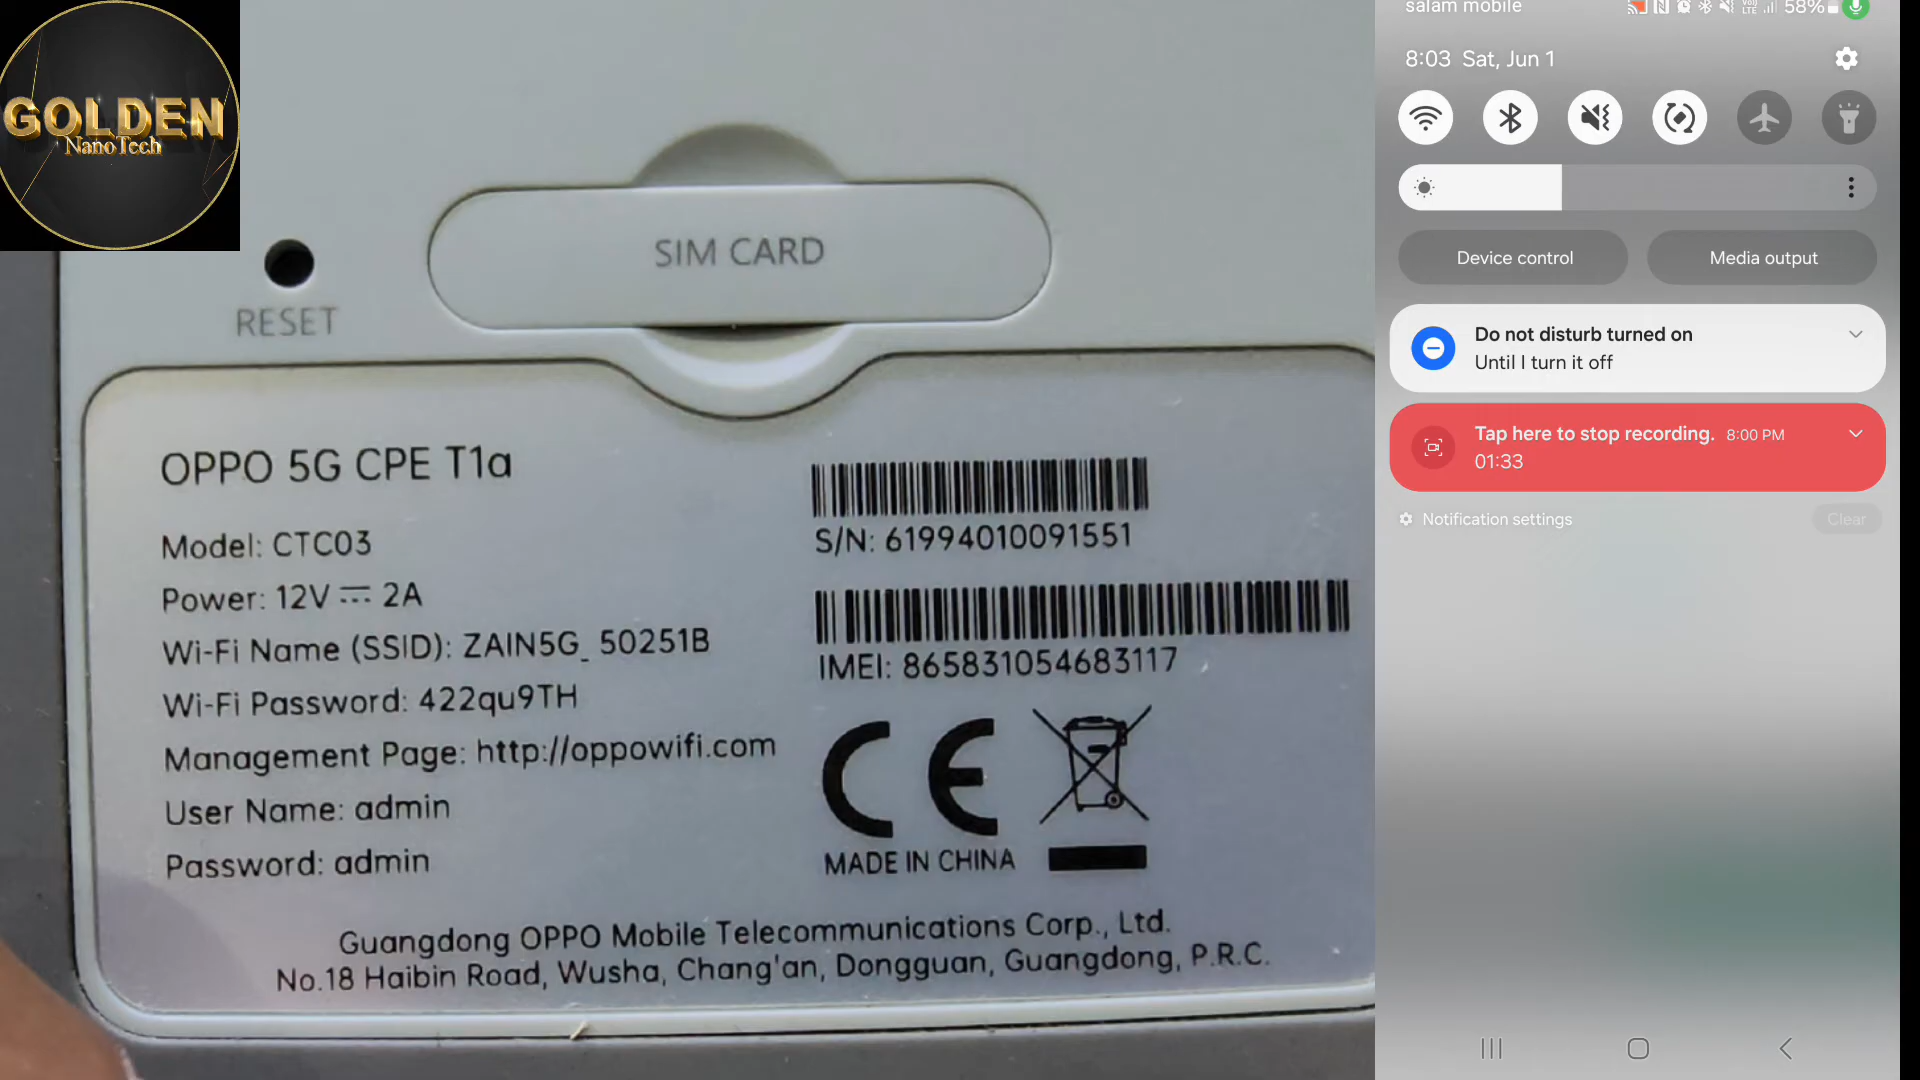 GOLDEN
NanoTech
RESET
SIM CARD
OPPO 5G CPE T1a
Model: CTC03
Power: 12V ⎓ 2A
Wi-Fi Name (SSID): ZAIN5G_ 50251B
Wi-Fi Password: 422qu9TH
Management Page: http://oppowifi.com
User Name: admin
Password: admin
S/N: 61994010091551
IMEI: 865831054683117
CE
MADE IN CHINA
Guangdong OPPO Mobile Telecommunications Corp., Ltd.
No.18 Haibin Road, Wusha, Chang'an, Dongguan, Guangdong, P.R.C.
salam mobile
58%
8:03 Sat, Jun 1
Device control
Media output
Do not disturb turned on
Until I turn it off
Tap here to stop recording. 8:00 PM
01:33
Notification settings
Clear